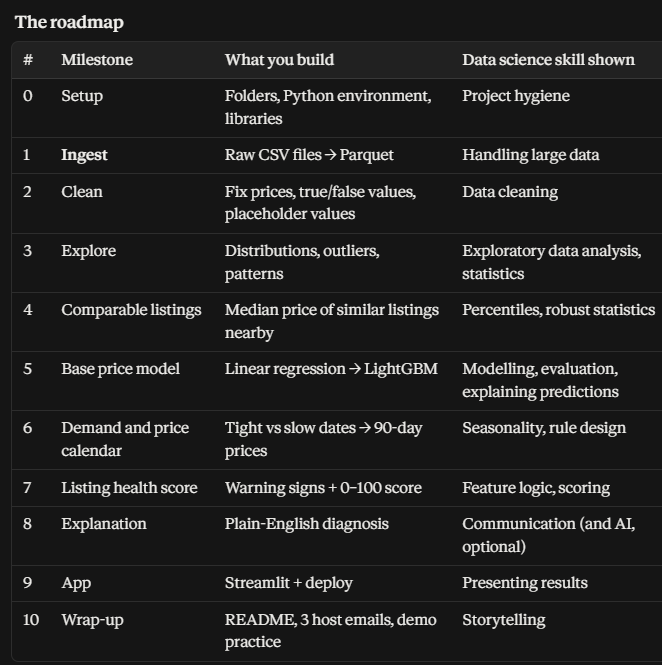 The roadmap
# Milestone What you build Data science skill shown
0 Setup Folders, Python environment, Project hygiene
libraries
1 Ingest Raw CSV files → Parquet Handling large data
2 Clean Fix prices, true/false values, Data cleaning
placeholder values
3 Explore Distributions, outliers, Exploratory data analysis,
patterns statistics
4 Comparable listings Median price of similar listings Percentiles, robust statistics
nearby
5 Base price model Linear regression → LightGBM Modelling, evaluation,
explaining predictions
6 Demand and price Tight vs slow dates → 90-day Seasonality, rule design
calendar prices
7 Listing health score Warning signs + 0–100 score Feature logic, scoring
8 Explanation Plain-English diagnosis Communication (and AI,
optional)
9 App Streamlit + deploy Presenting results
10 Wrap-up README, 3 host emails, demo Storytelling
practice